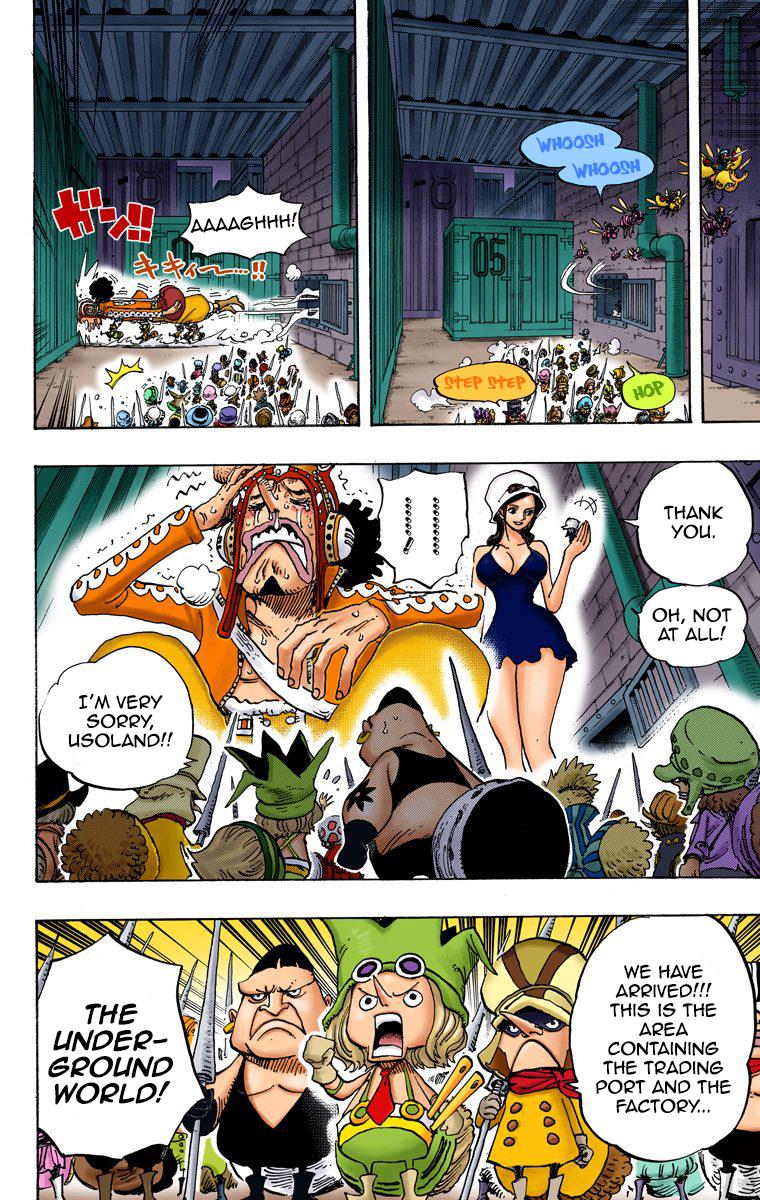 WHOOSH
WHOOSH
8
05
STEP STEP
HOP
8
ガン!!
AAAAGHHH!
キキィ〜…!!
THANK
YOU.
OH, NOT
AT ALL!
I'M VERY
SORRY,
USOLAND!!
WE HAVE
ARRIVED!!!
THIS IS THE
AREA
CONTAINING
THE TRADING
PORT AND THE
FACTORY...
THE
UNDER-
GROUND
WORLD!